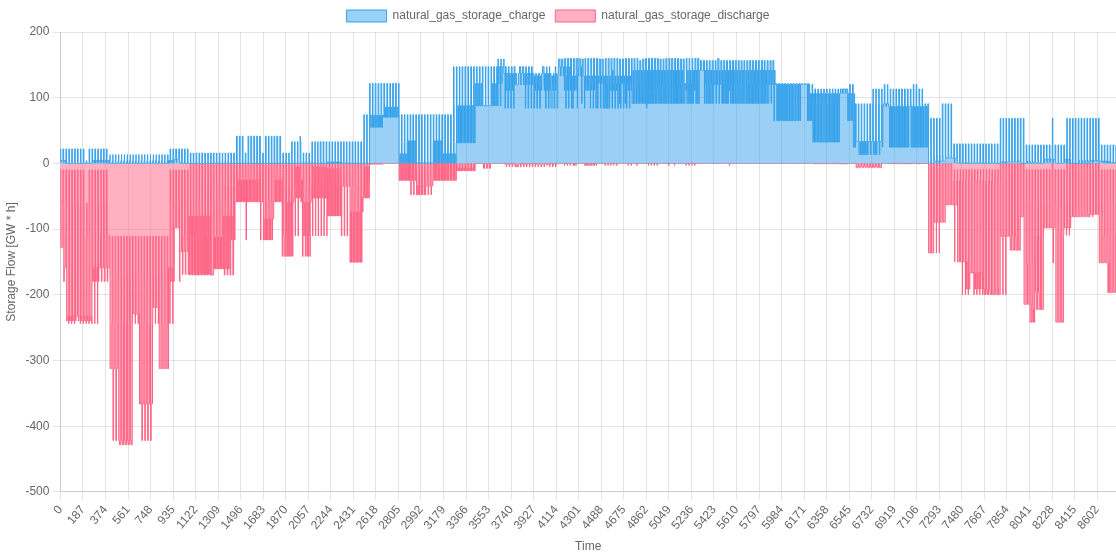 natural_gas_storage_charge natural_gas_storage_discharge
200
100
0
-100
-200
-300
-400
-500
Storage Flow [GW * h]
0 187 374 561 748 935 1122 1309 1496 1683 1870 2057 2244 2431 2618 2805 2992 3179 3366 3553 3740 3927 4114 4301 4488 4675 4862 5049 5236 5423 5610 5797 5984 6171 6358 6545 6732 6919 7106 7293 7480 7667 7854 8041 8228 8415 8602
Time